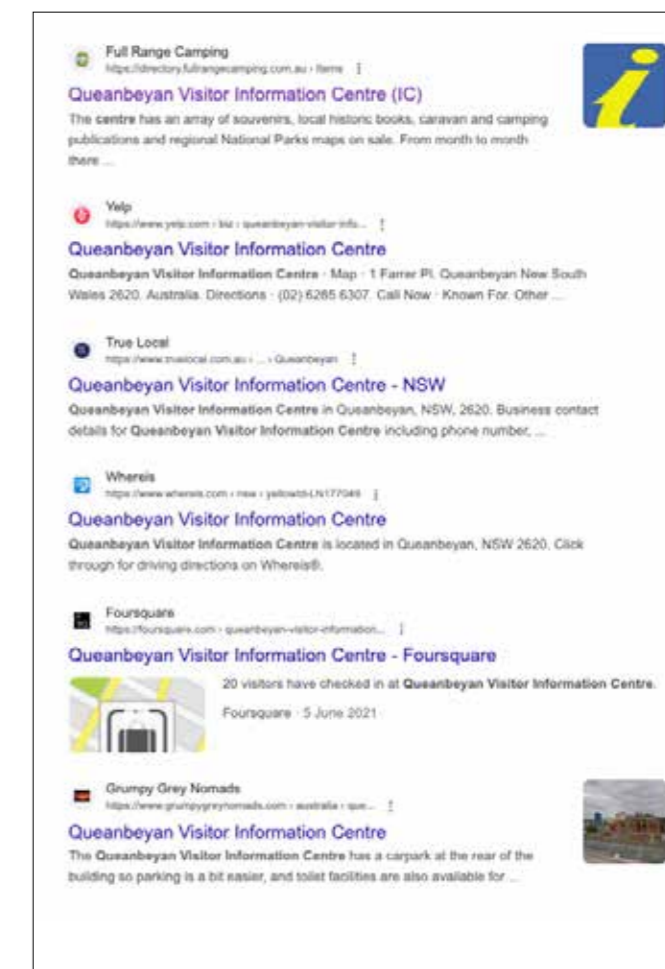 Full Range Camping
https://directory.fullrangecamping.com.au › Items
Queanbeyan Visitor Information Centre (IC)
The centre has an array of souvenirs, local historic books, caravan and camping
publications and regional National Parks maps on sale. From month to month
there ...
Yelp
https://www.yelp.com › biz › queanbeyan-visitor-info...
Queanbeyan Visitor Information Centre
Queanbeyan Visitor Information Centre · Map · 1 Farrer Pl. Queanbeyan New South
Wales 2620. Australia. Directions · (02) 6285 6307. Call Now · Known For. Other ...
True Local
https://www.truelocal.com.au › ... › Queanbeyan
Queanbeyan Visitor Information Centre - NSW
Queanbeyan Visitor Information Centre in Queanbeyan, NSW, 2620. Business contact
details for Queanbeyan Visitor Information Centre including phone number, ...
Whereis
https://www.whereis.com › nsw
Queanbeyan Visitor Information Centre
Queanbeyan Visitor Information Centre is located in Queanbeyan, NSW 2620. Click
through for driving directions on Whereis®.
Foursquare
https://foursquare.com › queanbeyan-visitor-information...
Queanbeyan Visitor Information Centre - Foursquare
20 visitors have checked in at Queanbeyan Visitor Information Centre.
Foursquare · 5 June 2021
Grumpy Grey Nomads
https://www.grumpygreynomads.com › australia › que...
Queanbeyan Visitor Information Centre
The Queanbeyan Visitor Information Centre has a carpark at the rear of the
building so parking is a bit easier, and toilet facilities are also available for ...